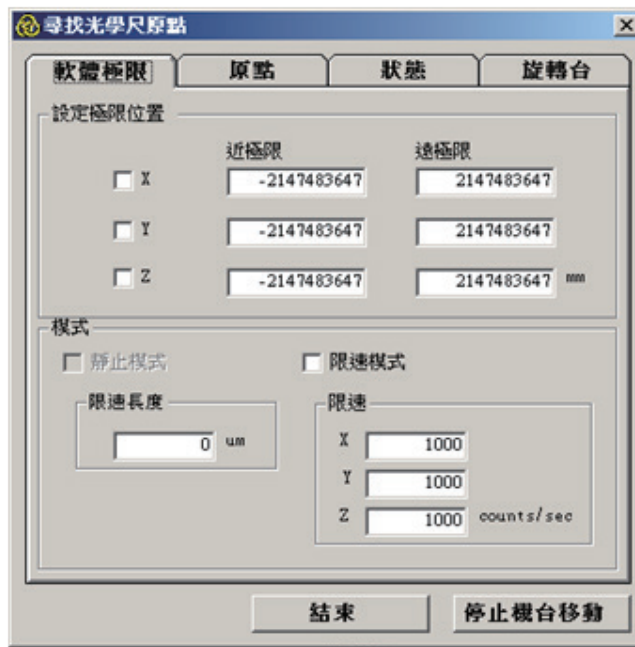 尋找光學尺原點
軟體極限 原點 狀態 旋轉台
設定極限位置
近極限 遠極限
X -2147483647 2147483647
Y -2147483647 2147483647
Z -2147483647 2147483647 mm
模式
靜止模式 限速模式
限速長度 限速
0 um X 1000
Y 1000
Z 1000 counts/sec
結束 停止機台移動